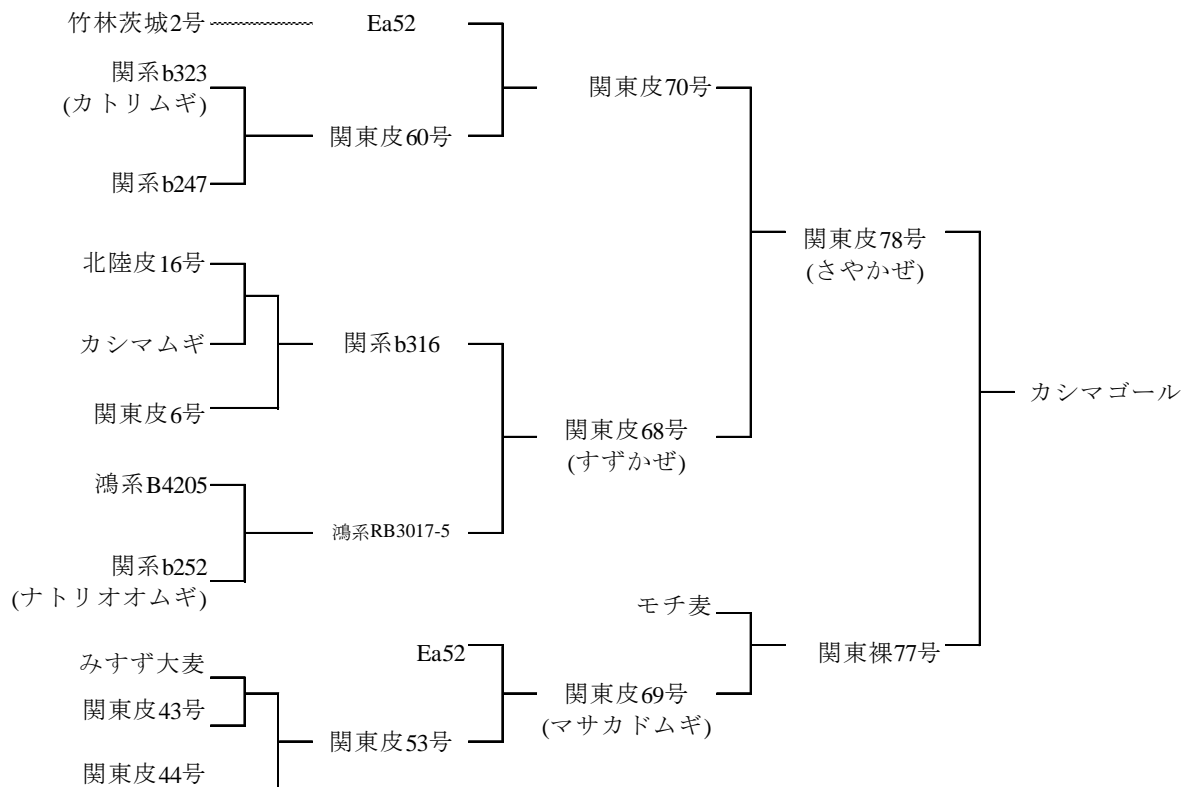 竹林茨城2号
Ea52
関系b323
(カトリムギ)
関東皮70号
関東皮60号
関系b247
関東皮78号
(さやかぜ)
北陸皮16号
カシマムギ
関系b316
カシマゴール
関東皮6号
関東皮68号
(すずかぜ)
鴻系B4205
鴻系RB3017-5
関系b252
(ナトリオオムギ)
モチ麦
みすず大麦
Ea52
関東裸77号
関東皮43号
関東皮69号
(マサカドムギ)
関東皮53号
関東皮44号